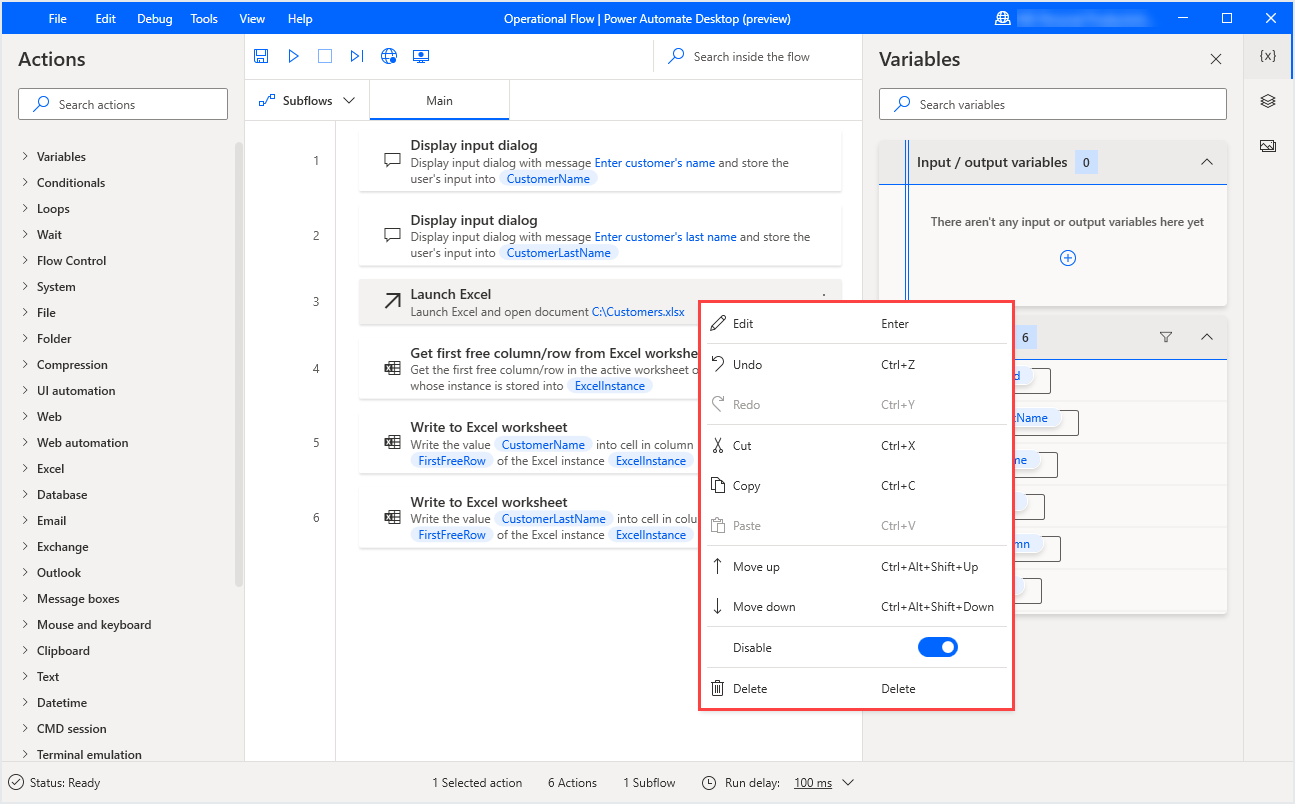 File Edit Debug Tools View Help Operational Flow | Power Automate Desktop (preview)
Actions
Search actions
Variables
Conditionals
Loops
Wait
Flow Control
System
File
Folder
Compression
UI automation
Web
Web automation
Excel
Database
Email
Exchange
Outlook
Message boxes
Mouse and keyboard
Clipboard
Text
Datetime
CMD session
Terminal emulation
Search inside the flow
Subflows Main
1 Display input dialog
Display input dialog with message Enter customer's name and store the
user's input into CustomerName
2 Display input dialog
Display input dialog with message Enter customer's last name and store the
user's input into CustomerLastName
3 Launch Excel
Launch Excel and open document C:\Customers.xlsx
4 Get first free column/row from Excel workshe
Get the first free column/row in the active worksheet o
whose instance is stored into ExcelInstance
5 Write to Excel worksheet
Write the value CustomerName into cell in column
FirstFreeRow of the Excel instance ExcelInstance
6 Write to Excel worksheet
Write the value CustomerLastName into cell in colu
FirstFreeRow of the Excel instance ExcelInstance
Edit Enter
Undo Ctrl+Z
Redo Ctrl+Y
Cut Ctrl+X
Copy Ctrl+C
Paste Ctrl+V
Move up Ctrl+Alt+Shift+Up
Move down Ctrl+Alt+Shift+Down
Disable
Delete Delete
Variables
{x}
Search variables
Input / output variables 0
There aren't any input or output variables here yet
6
d
tName
me
mn
Status: Ready 1 Selected action 6 Actions 1 Subflow Run delay: 100 ms